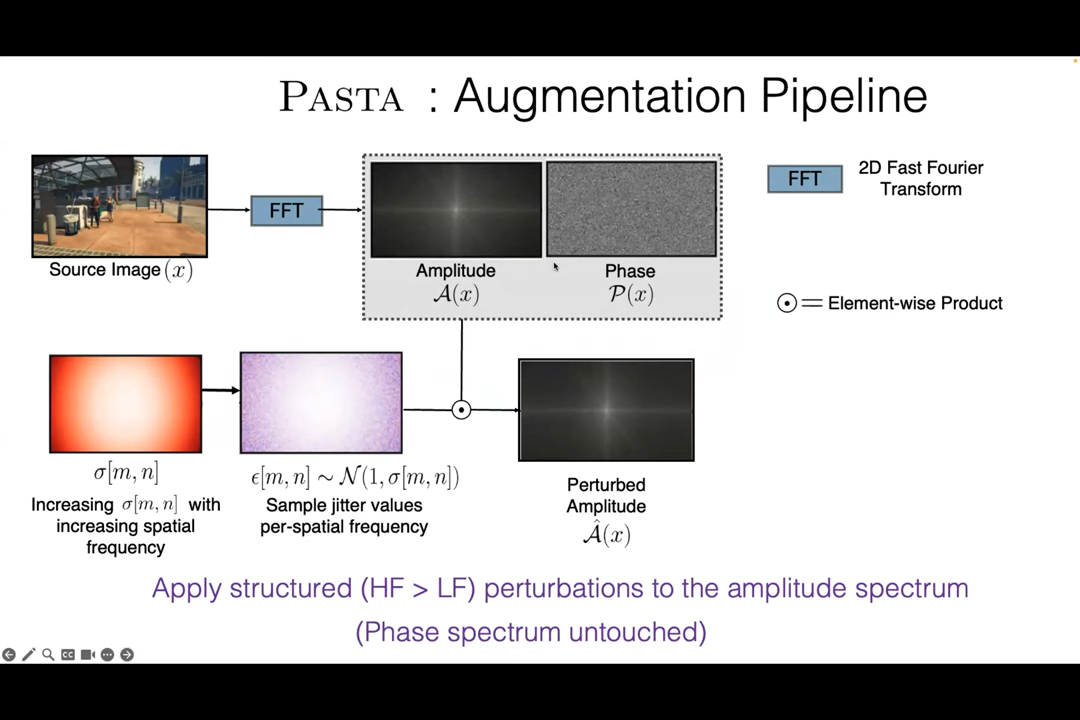 PASTA : Augmentation Pipeline
FFT
2D Fast Fourier
Transform
FFT
Source Image (x)
Amplitude
A(x)
Phase
P(x)
⊙ = Element-wise Product
σ[m, n]
Increasing σ[m, n] with
increasing spatial
frequency
ϵ[m, n] ∼ N(1, σ[m, n])
Sample jitter values
per-spatial frequency
Perturbed
Amplitude
Â(x)
Apply structured (HF > LF) perturbations to the amplitude spectrum
(Phase spectrum untouched)